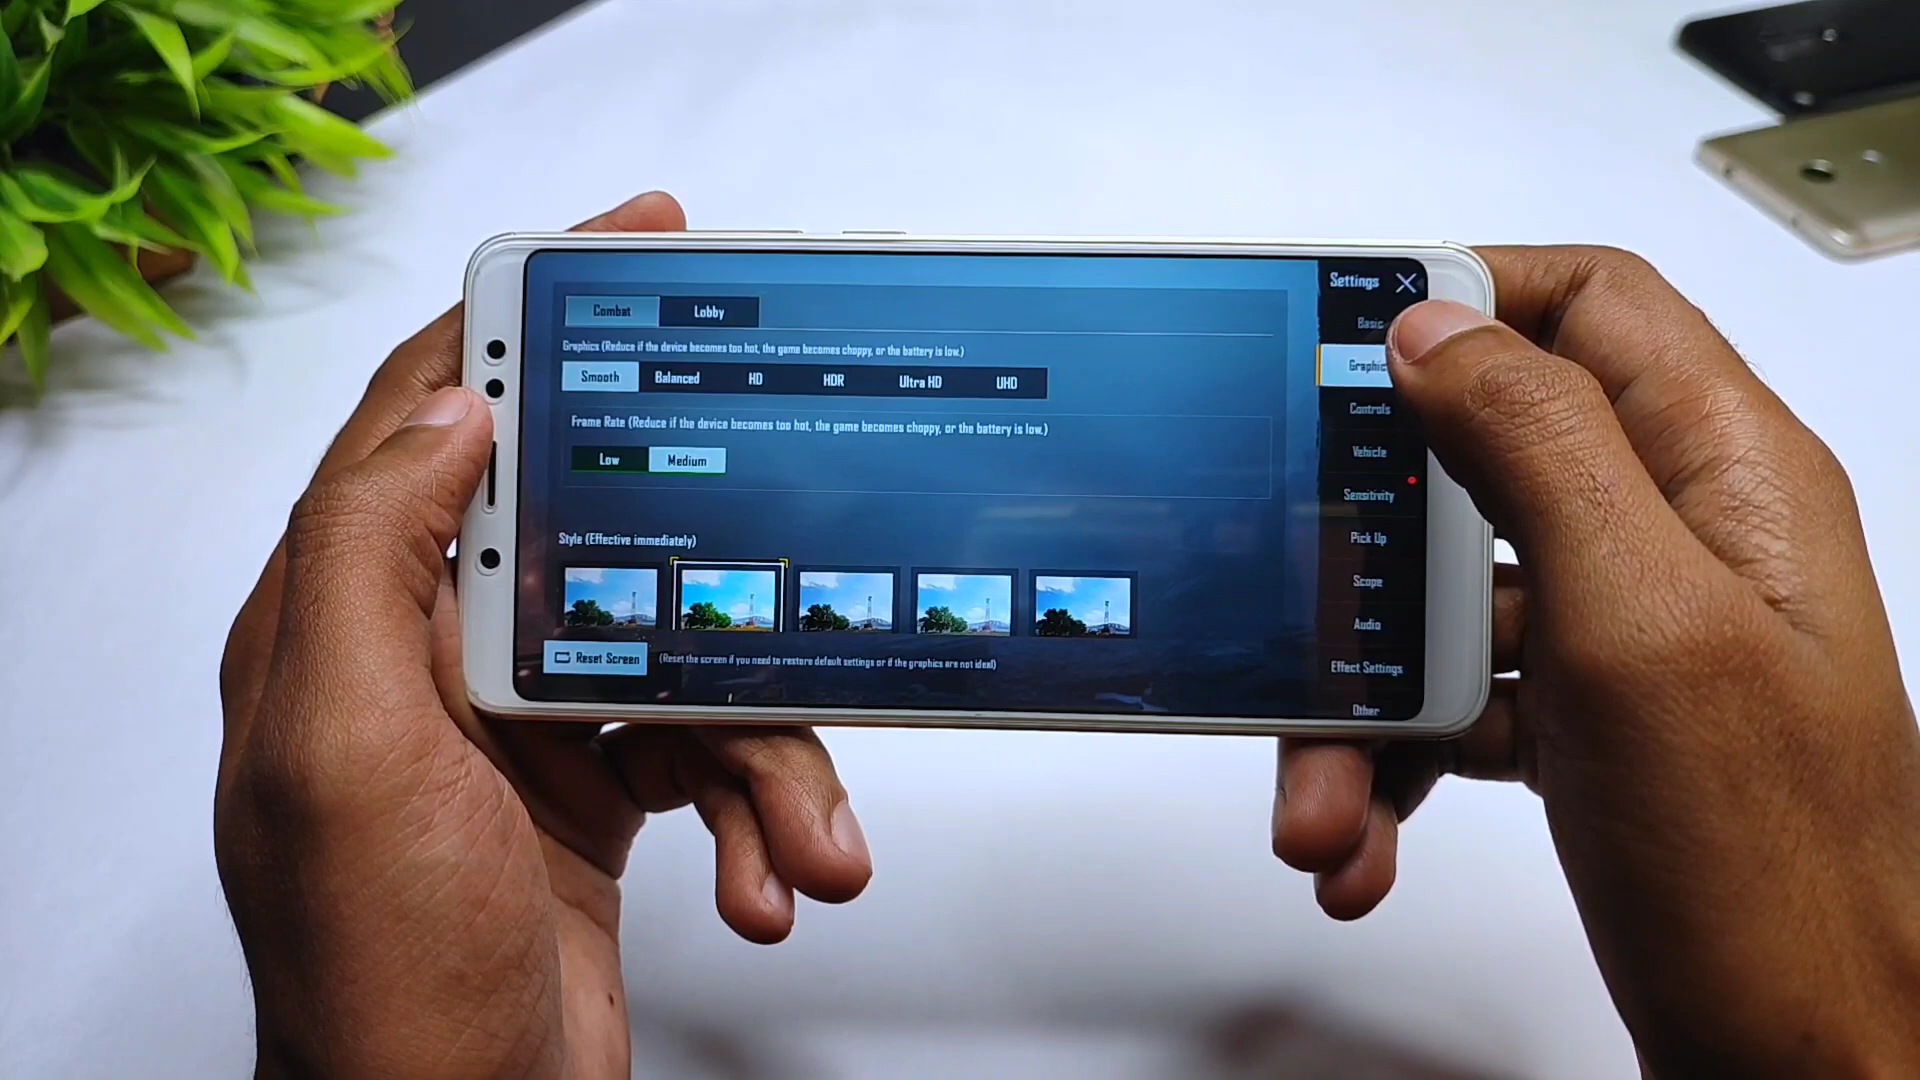 Settings
Combat Lobby
Graphics (Reduce if the device becomes too hot, the game becomes choppy, or the battery is low.)
Smooth Balanced HD HDR Ultra HD UHD
Frame Rate (Reduce if the device becomes too hot, the game becomes choppy, or the battery is low.)
Low Medium
Style (Effective immediately)
Reset Screen (Reset the screen if you need to restore default settings or if the graphics are not ideal)
Basic
Graphics
Controls
Vehicle
Sensitivity
Pick Up
Scope
Audio
Effect Settings
Other